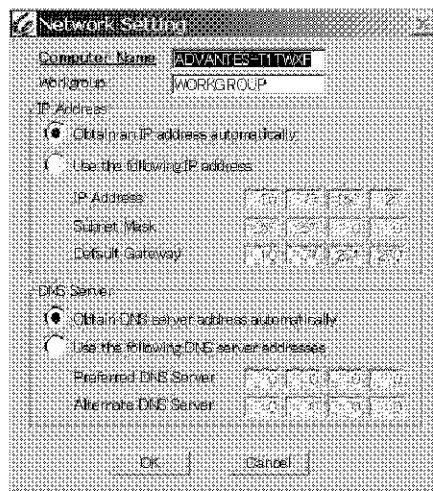 Network Setting
Computer Name ADVANTES-T1TWXF
Workgroup WORKGROUP
IP Address
Obtain an IP address automatically
Use the following IP address
IP Address
Subnet Mask
Default Gateway
DNS Server
Obtain DNS server address automatically
Use the following DNS server addresses
Preferred DNS Server
Alternate DNS Server
OK Cancel